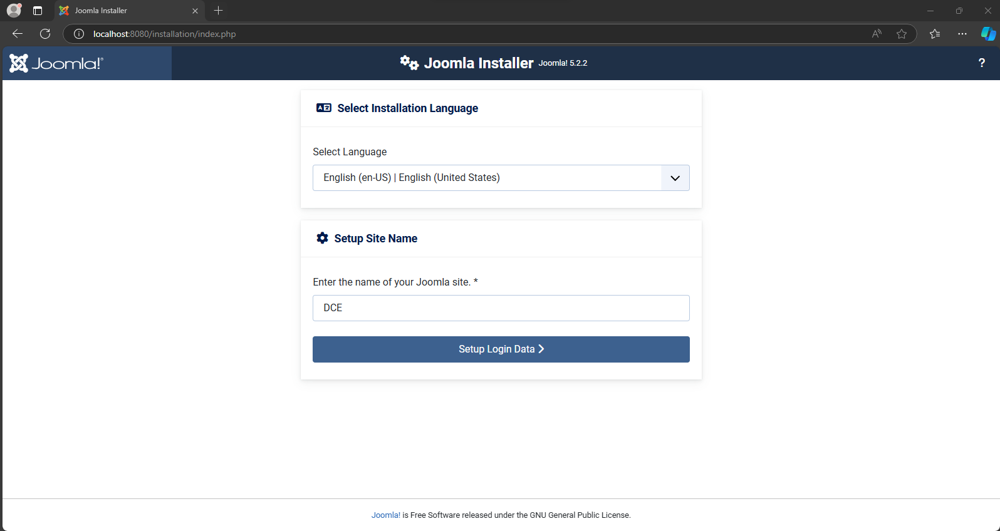 Joomla Installer
localhost:8080/installation/index.php
Joomla!®
Joomla Installer Joomla! 5.2.2
?
Select Installation Language
Select Language
English (en-US) | English (United States)
Setup Site Name
Enter the name of your Joomla site. *
DCE
Setup Login Data
Joomla! is Free Software released under the GNU General Public License.